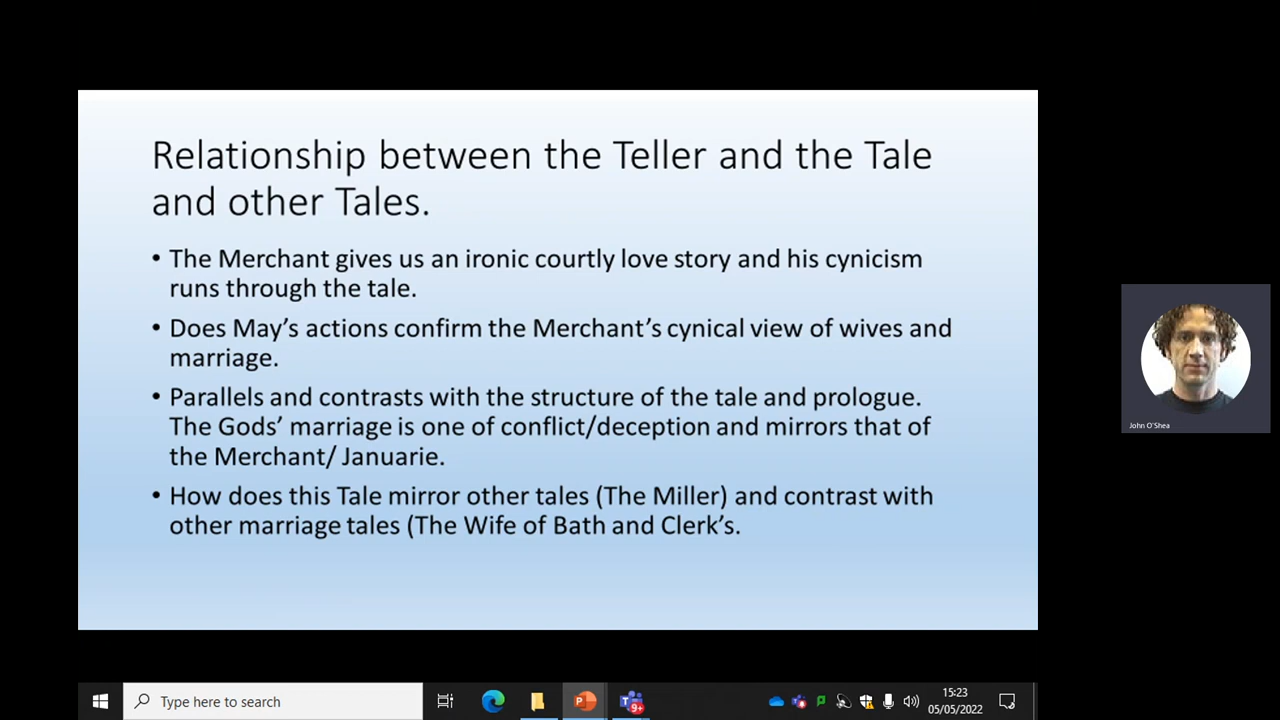 Relationship between the Teller and the Tale
and other Tales.
• The Merchant gives us an ironic courtly love story and his cynicism
runs through the tale.
• Does May’s actions confirm the Merchant’s cynical view of wives and
marriage.
• Parallels and contrasts with the structure of the tale and prologue.
The Gods’ marriage is one of conflict/deception and mirrors that of
the Merchant/ Januarie.
• How does this Tale mirror other tales (The Miller) and contrast with
other marriage tales (The Wife of Bath and Clerk’s.
John O'Shea
Type here to search
9+
15:23
05/05/2022